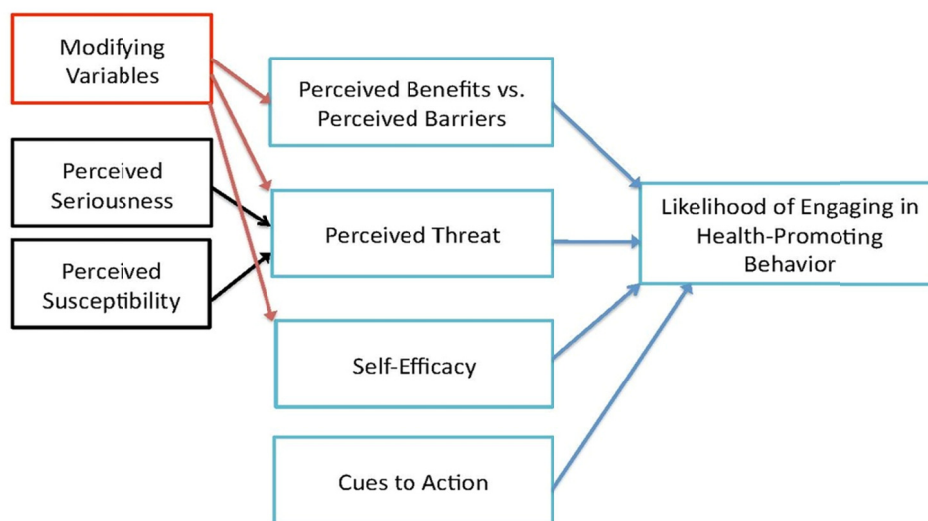 Modifying
Variables
Perceived
Seriousness
Perceived
Susceptibility
Perceived Benefits vs.
Perceived Barriers
Perceived Threat
Self-Efficacy
Cues to Action
Likelihood of Engaging in
Health-Promoting
Behavior